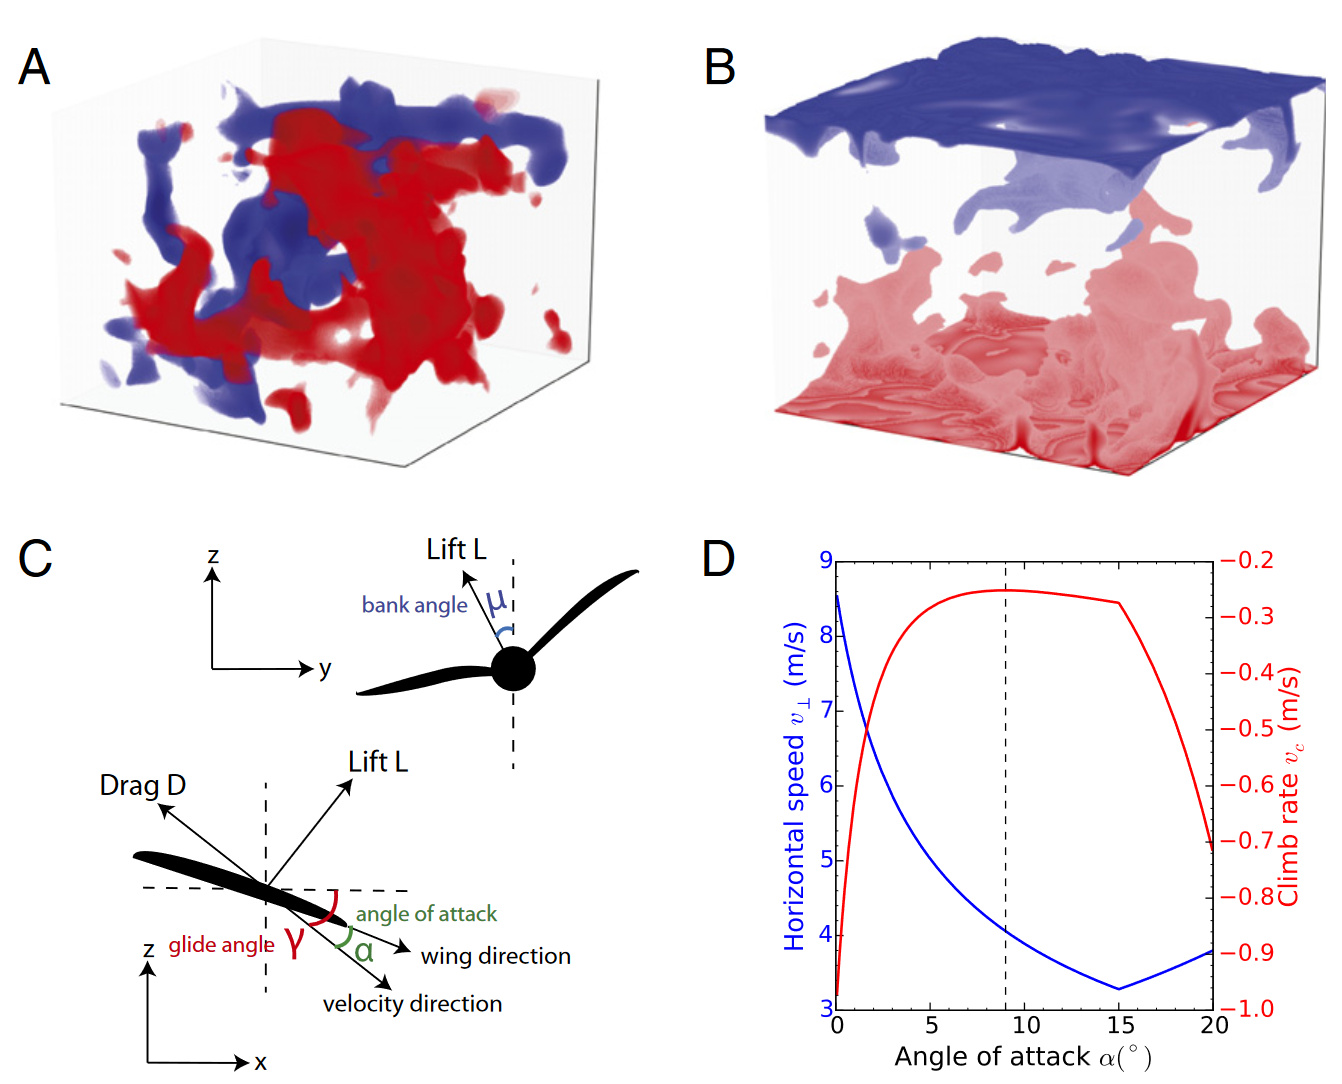 A
B
C
z
y
Lift L
bank angle
μ
Lift L
Drag D
angle of attack
glide angle
γ
α
wing direction
velocity direction
z
x
D
9
8
7
6
5
4
3
Horizontal speed v⊥ (m/s)
−0.2
−0.3
−0.4
−0.5
−0.6
−0.7
−0.8
−0.9
−1.0
Climb rate vc (m/s)
0 5 10 15 20
Angle of attack α(°)